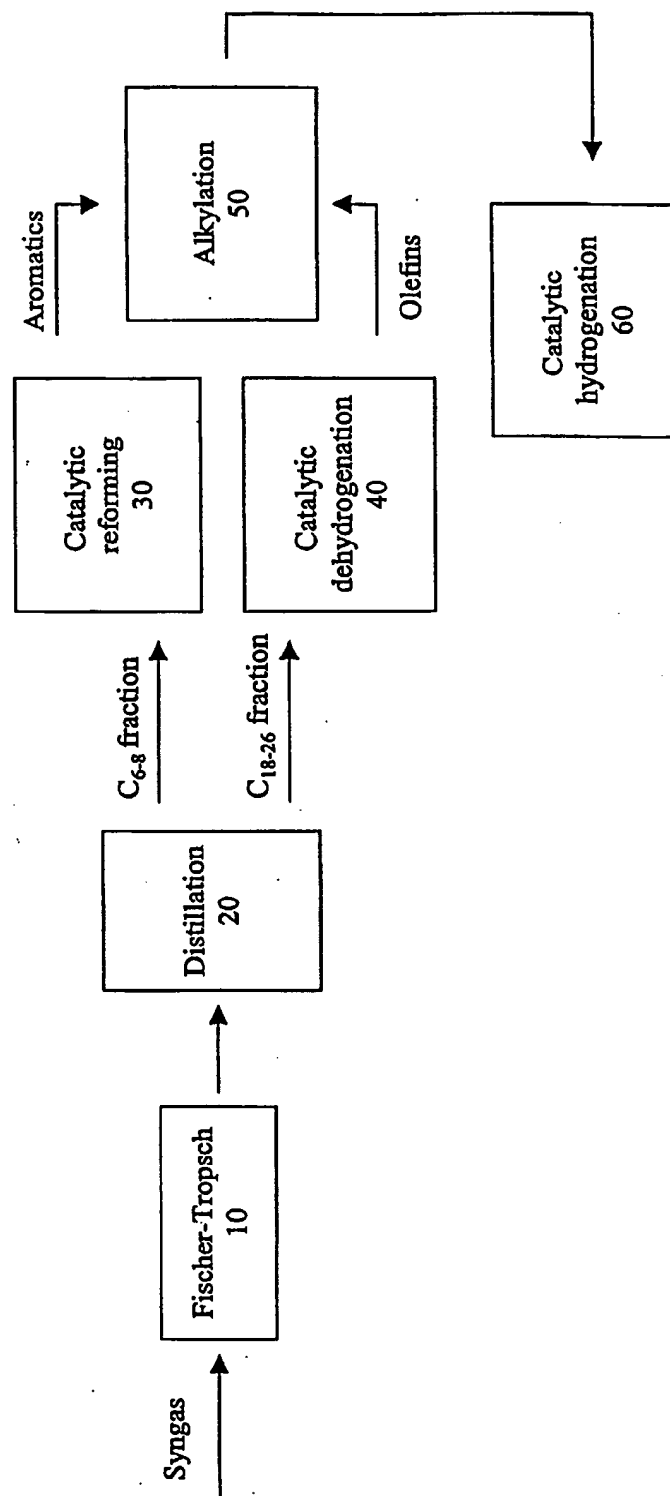 Syngas
Fischer-Tropsch
10
Distillation
20
C6-8 fraction
C18-26 fraction
Catalytic
reforming
30
Catalytic
dehydrogenation
40
Aromatics
Olefins
Alkylation
50
Catalytic
hydrogenation
60